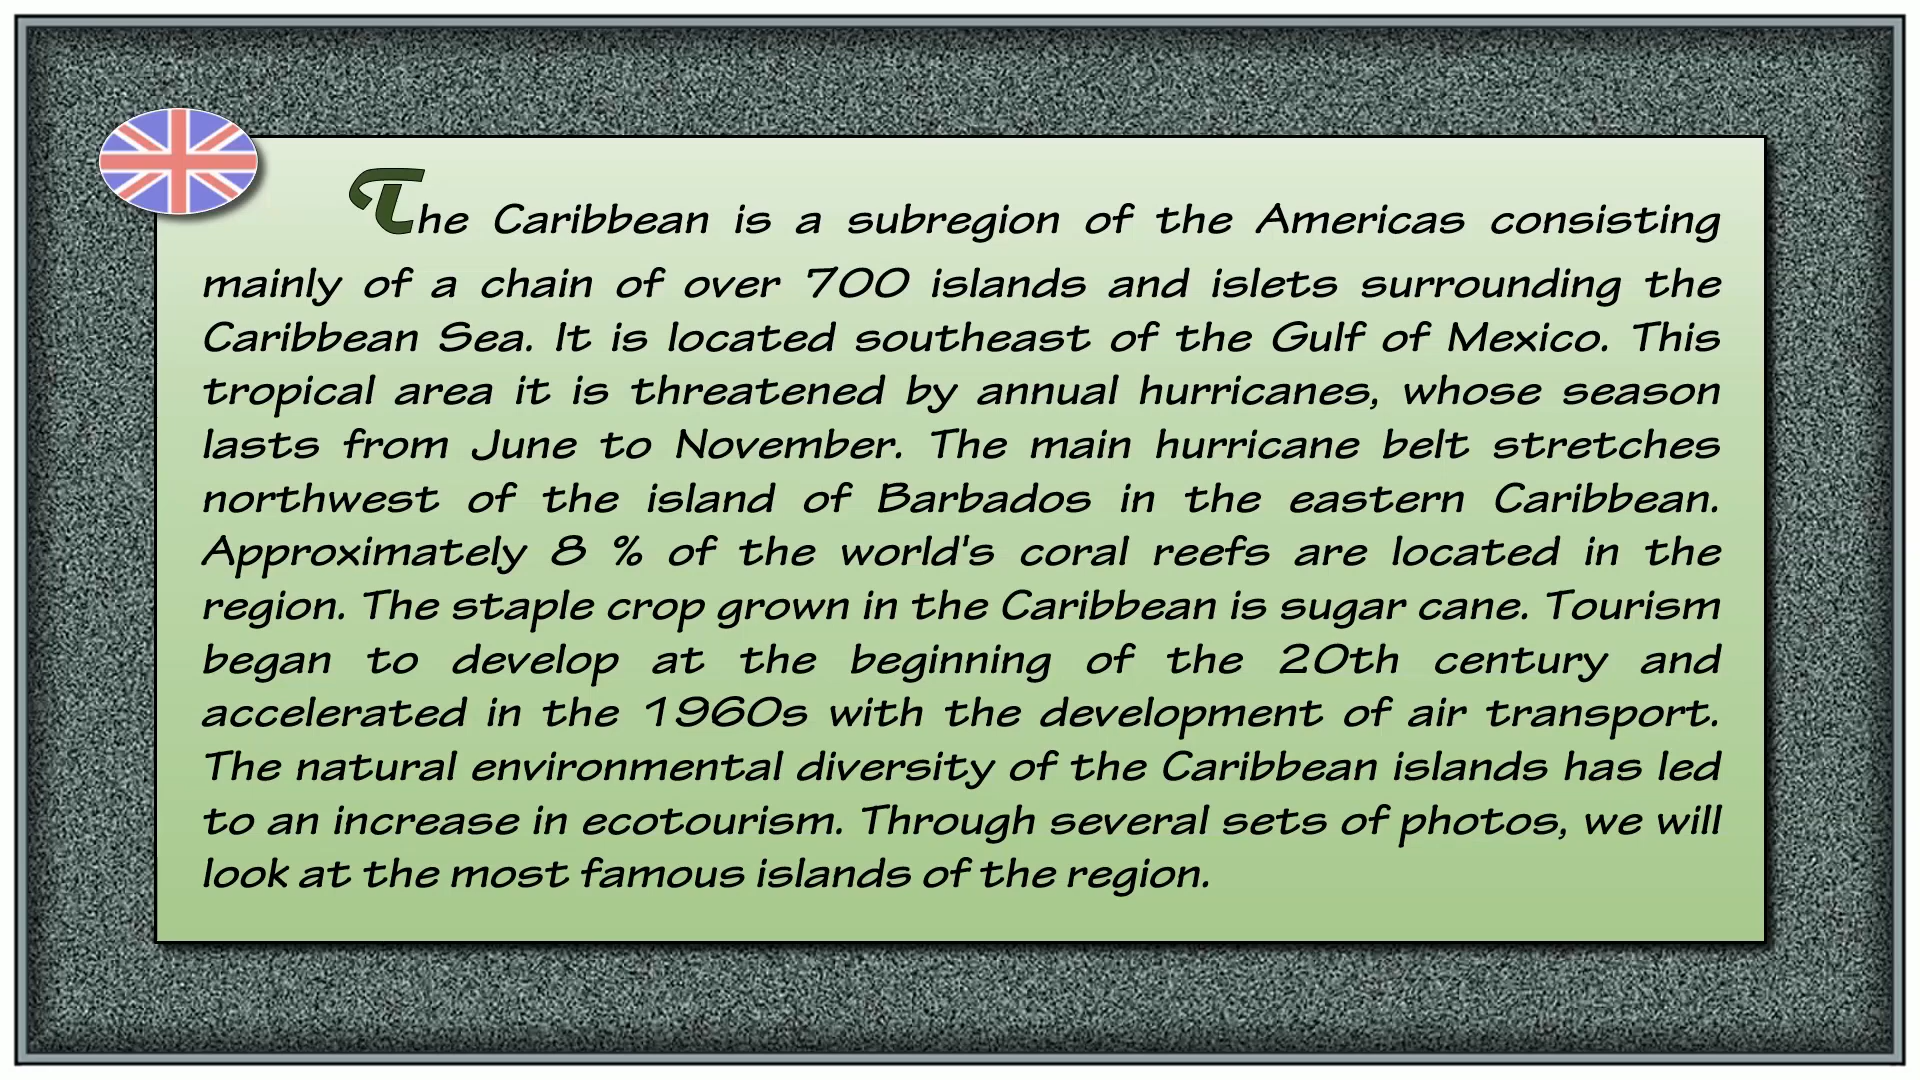 The Caribbean is a subregion of the Americas consisting
mainly of a chain of over 700 islands and islets surrounding the
Caribbean Sea. It is located southeast of the Gulf of Mexico. This
tropical area it is threatened by annual hurricanes, whose season
lasts from June to November. The main hurricane belt stretches
northwest of the island of Barbados in the eastern Caribbean.
Approximately 8 % of the world's coral reefs are located in the
region. The staple crop grown in the Caribbean is sugar cane. Tourism
began to develop at the beginning of the 20th century and
accelerated in the 1960s with the development of air transport.
The natural environmental diversity of the Caribbean islands has led
to an increase in ecotourism. Through several sets of photos, we will
look at the most famous islands of the region.